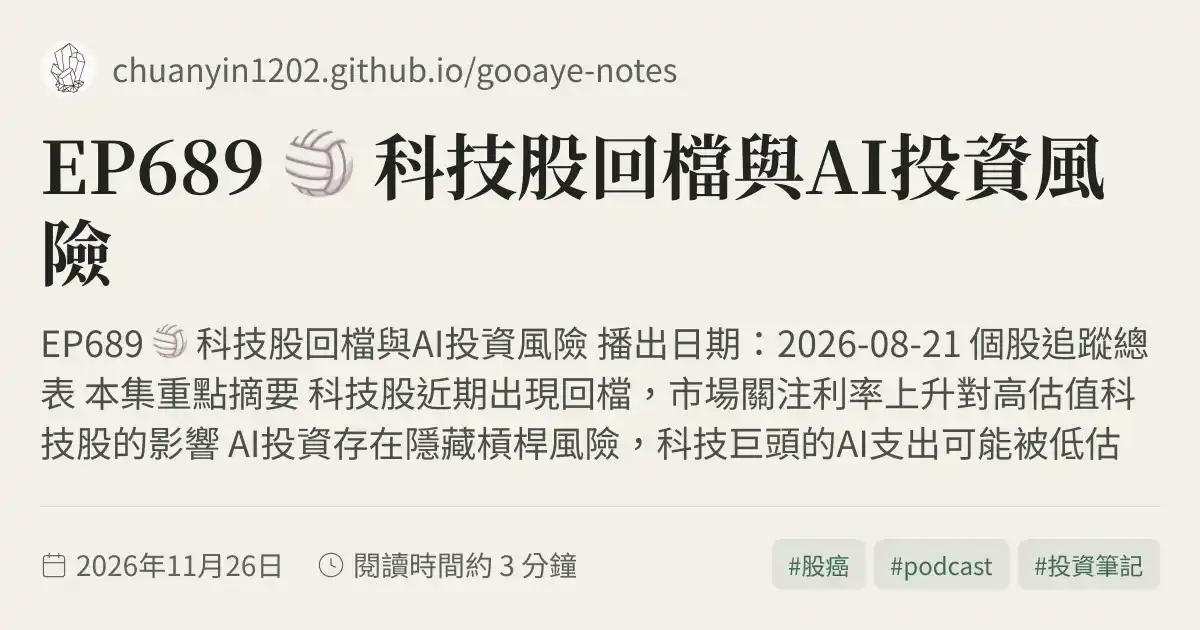 chuanyin1202.github.io/gooaye-notes
EP689 🏐 科技股回檔與AI投資風
險
EP689 🏐 科技股回檔與AI投資風險 播出日期：2026-08-21 個股追蹤總
表 本集重點摘要 科技股近期出現回檔，市場關注利率上升對高估值科
技股的影響 AI投資存在隱藏槓桿風險，科技巨頭的AI支出可能被低估
2026年11月26日 閱讀時間約 3 分鐘 #股癌 #podcast #投資筆記